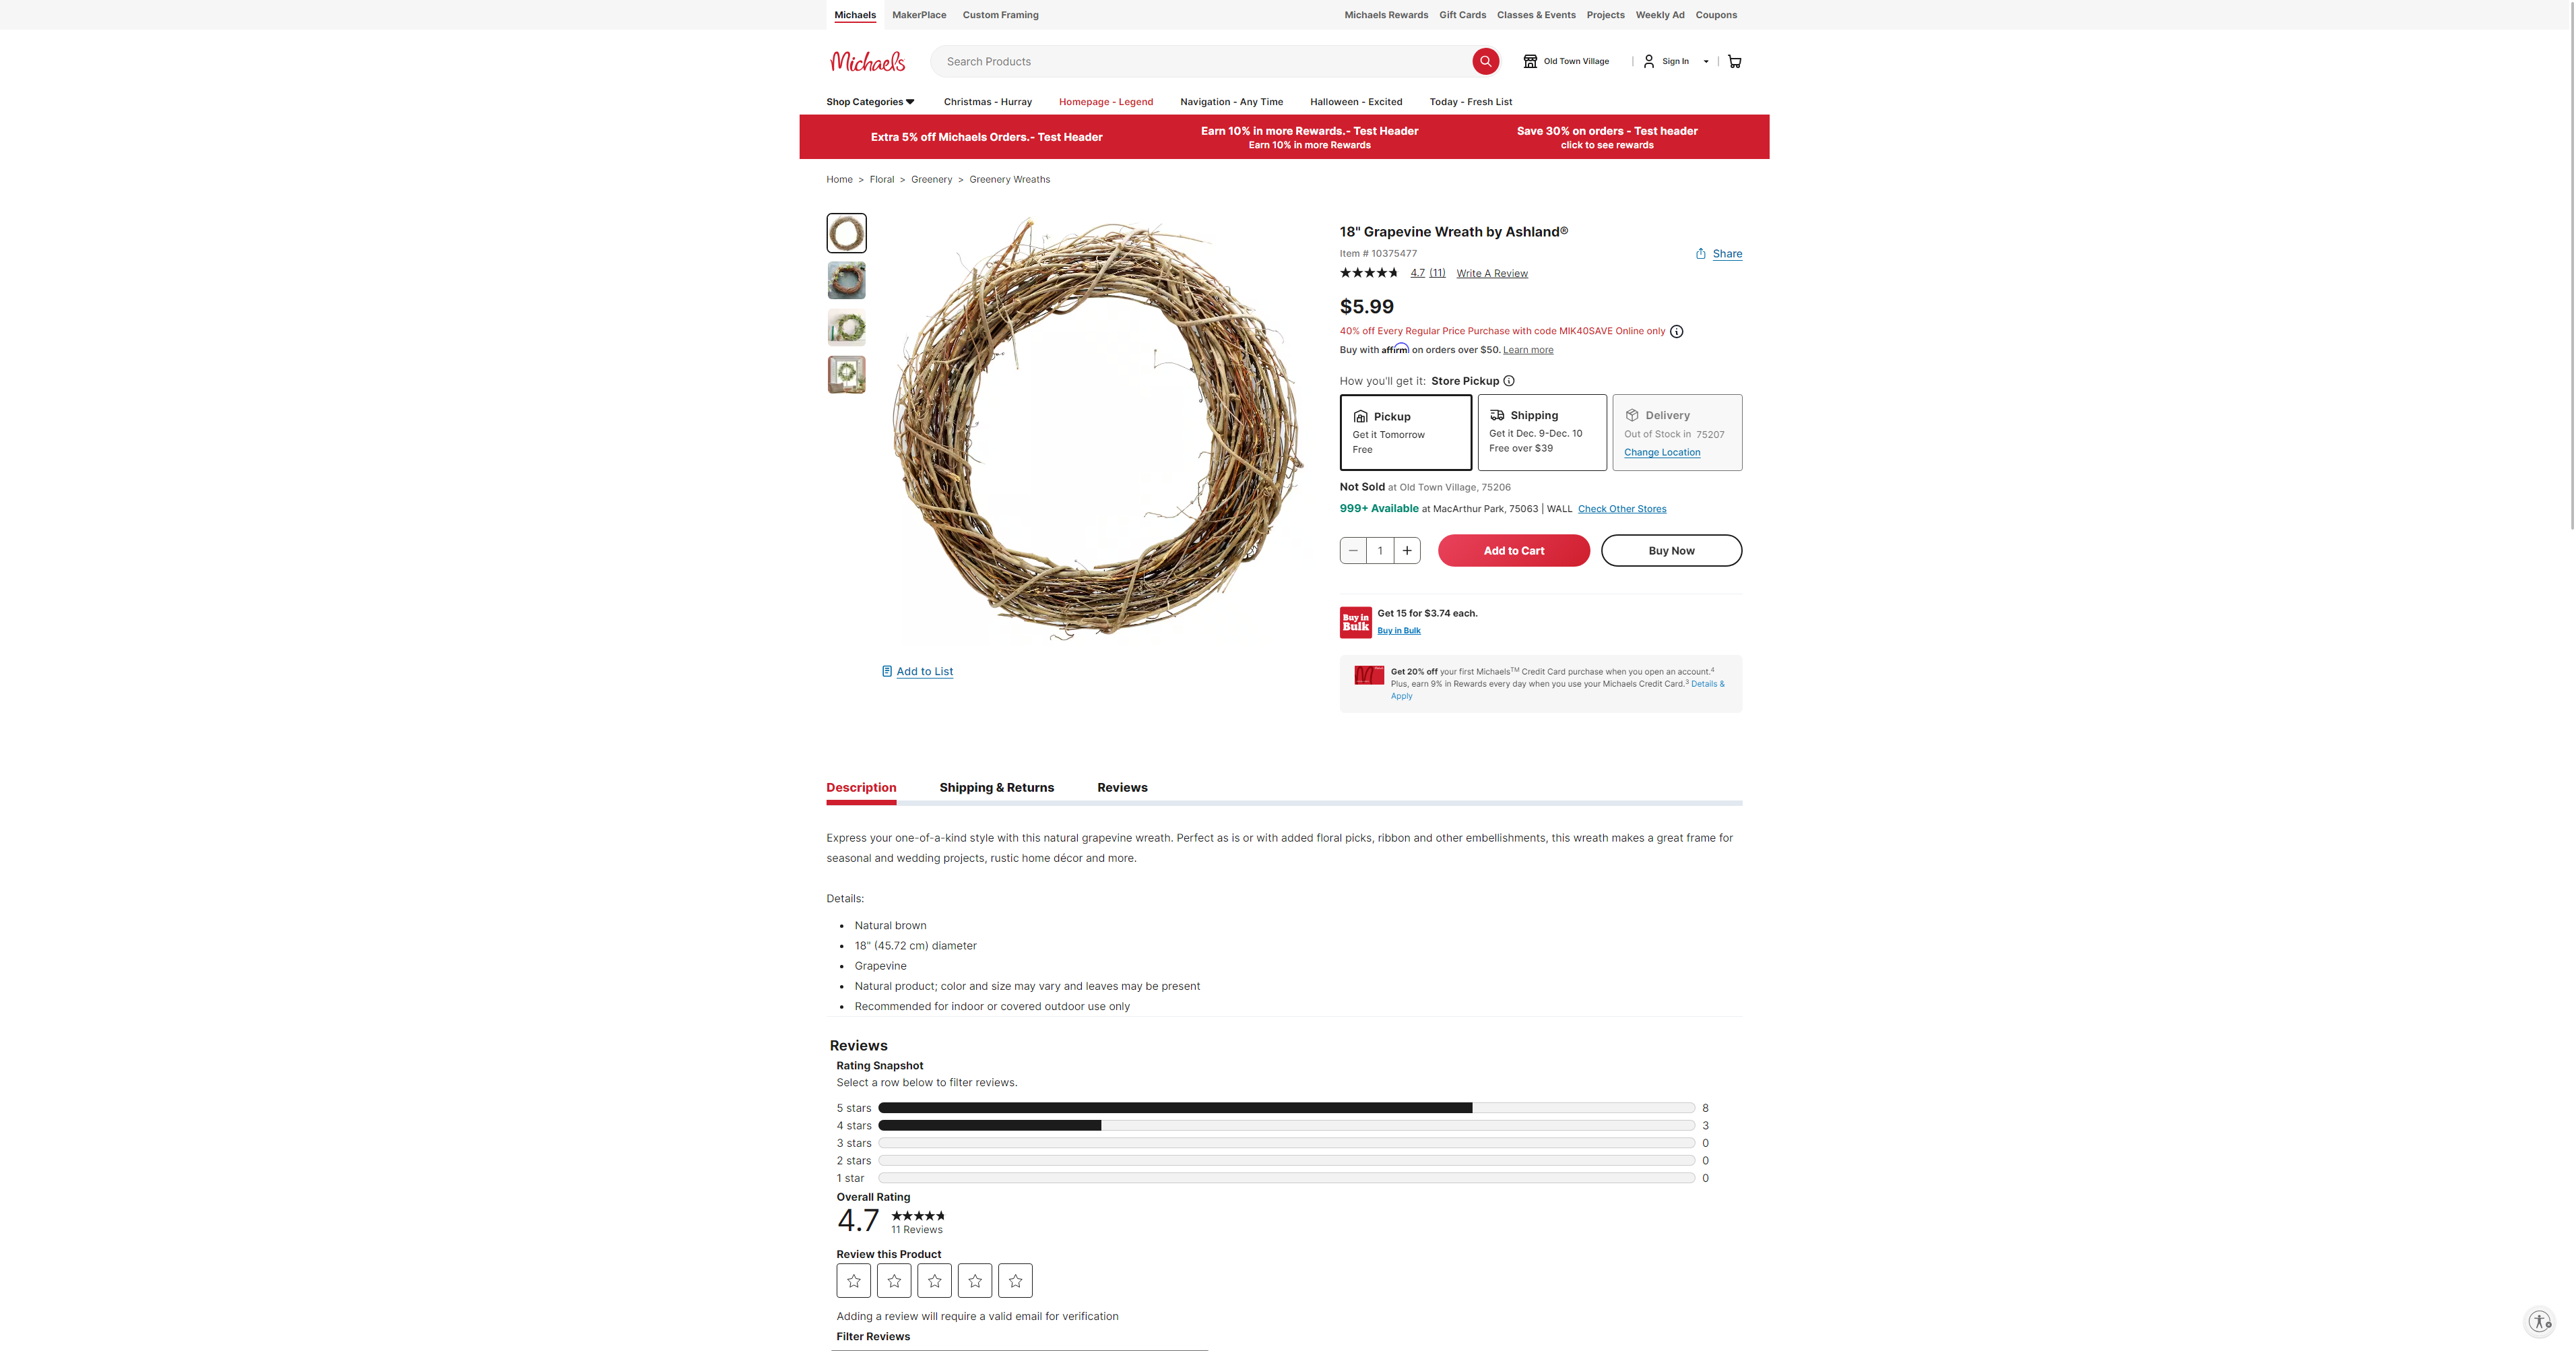 Michaels MakerPlace Custom Framing Michaels Rewards Gift Cards Classes & Events Projects Weekly Ad Coupons
Michaels Search Products Old Town Village | Sign In |
Shop Categories Christmas - Hurray Homepage - Legend Navigation - Any Time Halloween - Excited Today - Fresh List
Extra 5% off Michaels Orders.- Test Header
Earn 10% in more Rewards.- Test Header
Earn 10% in more Rewards
Save 30% on orders - Test header
click to see rewards
Home > Floral > Greenery > Greenery Wreaths
18" Grapevine Wreath by Ashland®
Item # 10375477
Share
4.7 (11) Write A Review
$5.99
40% off Every Regular Price Purchase with code MIK40SAVE Online only
Buy with affirm on orders over $50. Learn more
How you'll get it: Store Pickup
Pickup
Get it Tomorrow
Free
Shipping
Get it Dec. 9-Dec. 10
Free over $39
Delivery
Out of Stock in 75207
Change Location
Not Sold at Old Town Village, 75206
999+ Available at MacArthur Park, 75063 | WALL Check Other Stores
1 Add to Cart Buy Now
Buy in
Bulk
Get 15 for $3.74 each.
Buy in Bulk
Add to List
Get 20% off your first Michaels™ Credit Card purchase when you open an account.⁴
Plus, earn 9% in Rewards every day when you use your Michaels Credit Card.³ Details &
Apply
Description Shipping & Returns Reviews
Express your one-of-a-kind style with this natural grapevine wreath. Perfect as is or with added floral picks, ribbon and other embellishments, this wreath makes a great frame for
seasonal and wedding projects, rustic home décor and more.
Details:
• Natural brown
• 18" (45.72 cm) diameter
• Grapevine
• Natural product; color and size may vary and leaves may be present
• Recommended for indoor or covered outdoor use only
Reviews
Rating Snapshot
Select a row below to filter reviews.
5 stars 8
4 stars 3
3 stars 0
2 stars 0
1 star 0
Overall Rating
4.7
11 Reviews
Review this Product
Adding a review will require a valid email for verification
Filter Reviews